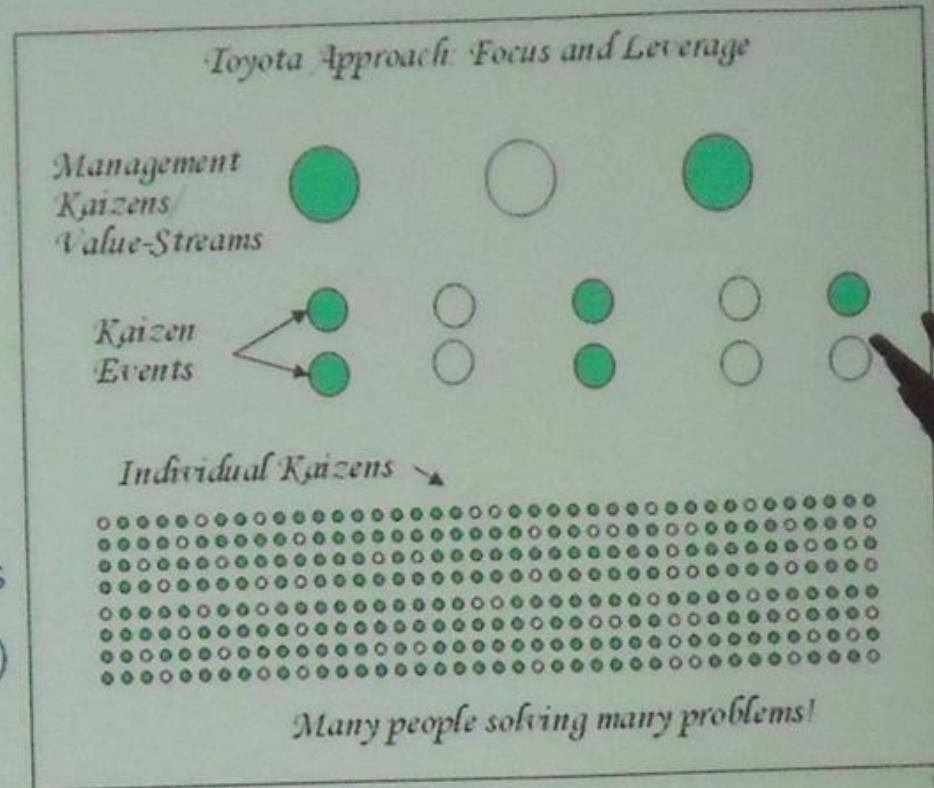 Toyota Approach: Focus and Leverage
Management
Kaizens/
Value-Streams
Kaizen
Events
Individual Kaizens
Many people solving many problems!